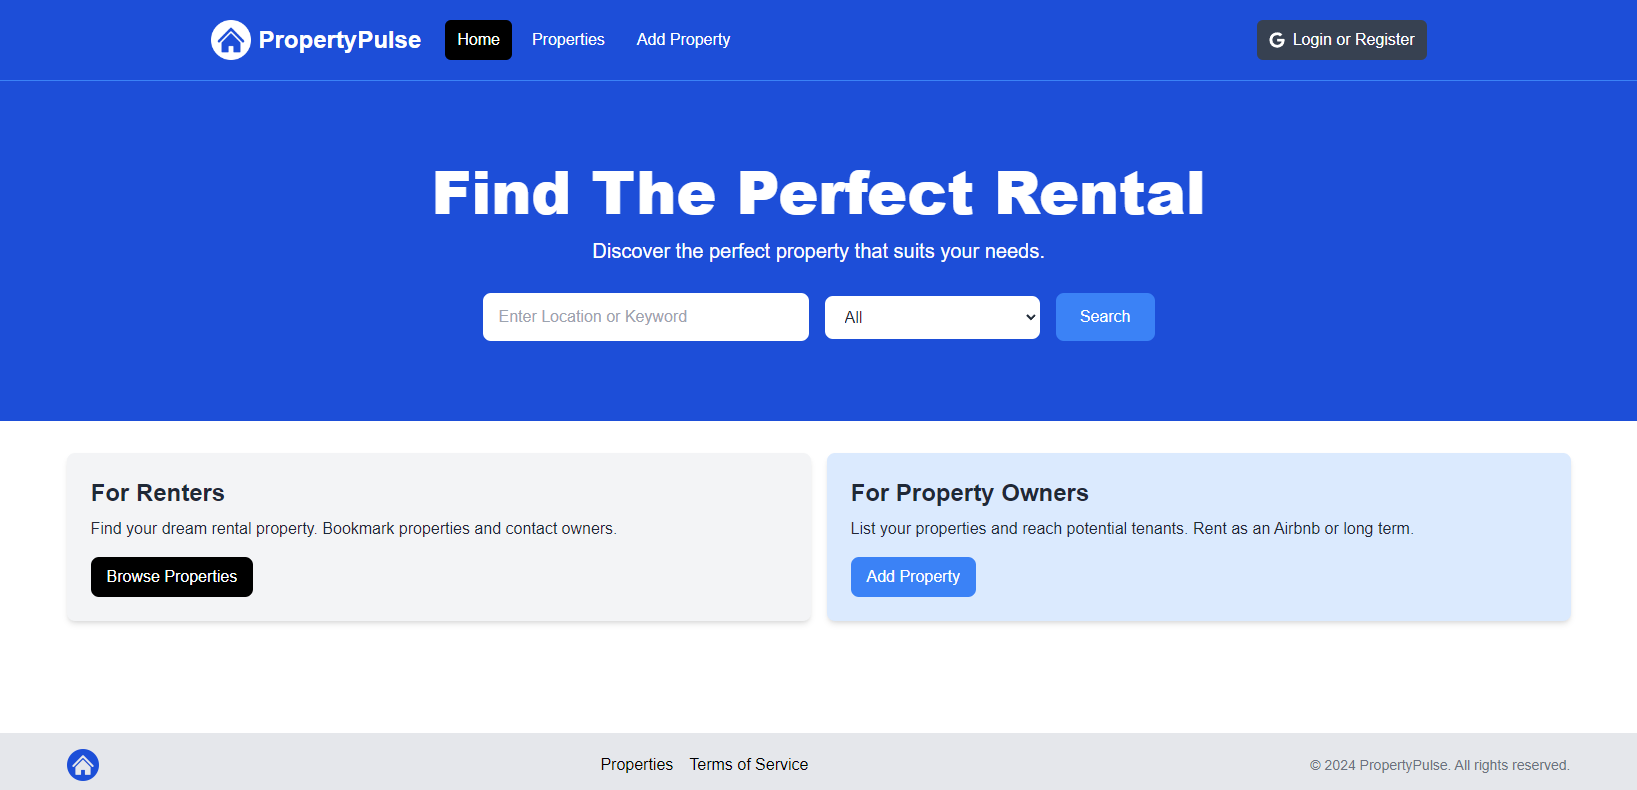 PropertyPulse Home Properties Add Property Login or Register
Find The Perfect Rental
Discover the perfect property that suits your needs.
Enter Location or Keyword All Search
For Renters
Find your dream rental property. Bookmark properties and contact owners.
Browse Properties
For Property Owners
List your properties and reach potential tenants. Rent as an Airbnb or long term.
Add Property
Properties Terms of Service © 2024 PropertyPulse. All rights reserved.